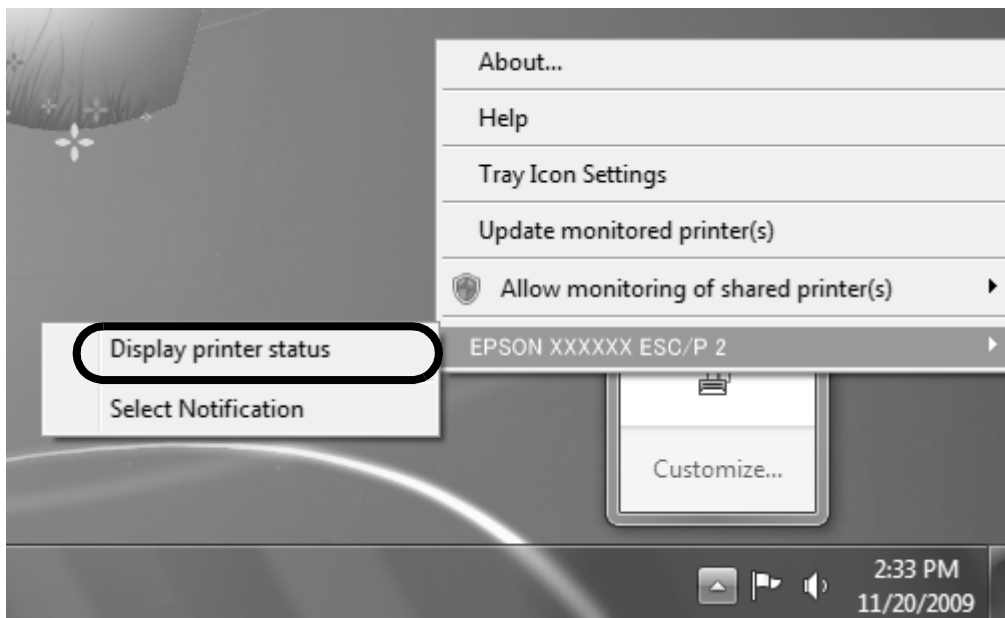 About...
Help
Tray Icon Settings
Update monitored printer(s)
Allow monitoring of shared printer(s)
EPSON XXXXXX ESC/P 2
Display printer status
Select Notification
Customize...
2:33 PM
11/20/2009